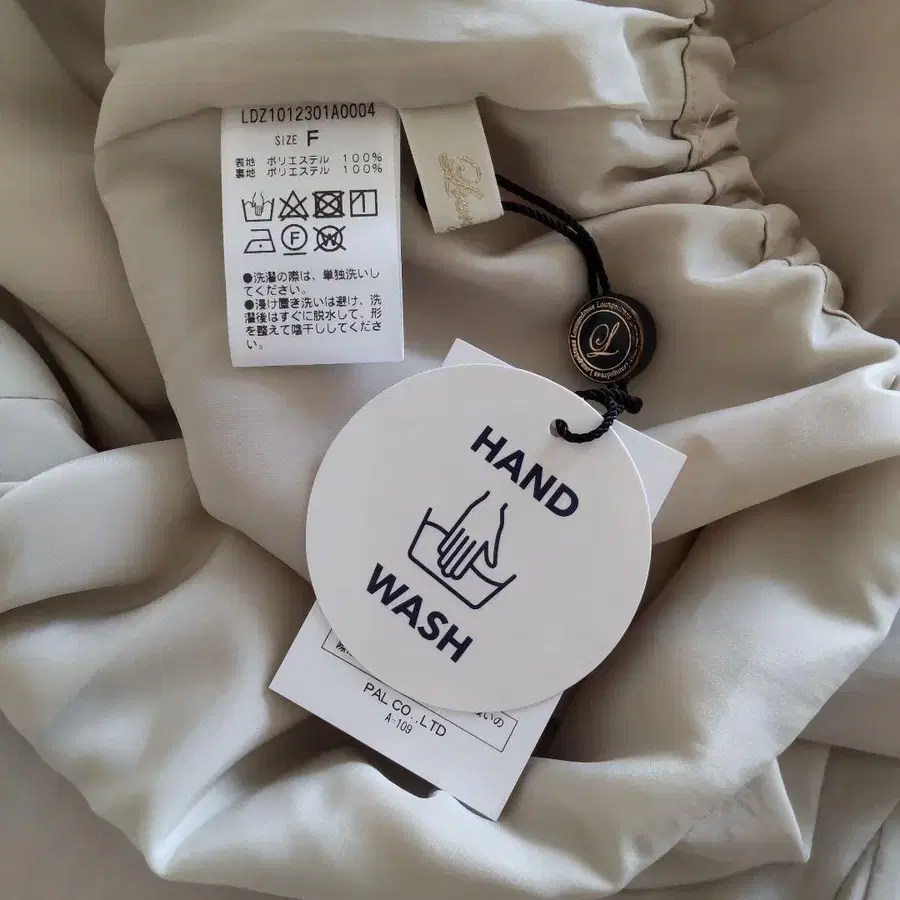 LDZ1012301A0004
SIZE F
表地 ポリエステル 100%
裏地 ポリエステル 100%
F
W
●洗濯の際は、単独洗いし
てください。
●浸け置き洗いは避け、洗
濯後はすぐに脱水して、形
を整えて陰干ししてくださ
い。
L
Loungedress Loungedress Loungedress
HAND
WASH
PAL CO.,LTD
A-109